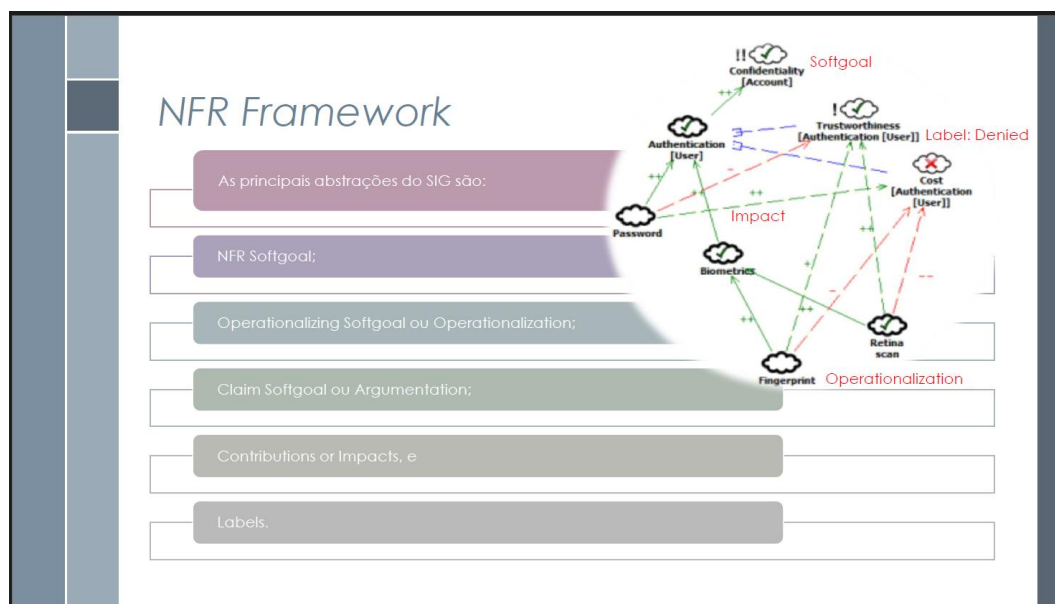 NFR Framework
As principais abstrações do SIG são:
NFR Softgoal;
Operationalizing Softgoal ou Operationalization;
Claim Softgoal ou Argumentation;
Contributions or Impacts, e
Labels.
!!
Softgoal
Confidentiality
[Account]
++
!
Trustworthiness
[Authentication [User]]
Label: Denied
Authentication
[User]
Cost
[Authentication
[User]]
++
-
++
Impact
Password
++
++
Biometrics
+
-
--
++
++
Retina
scan
Fingerprint
Operationalization